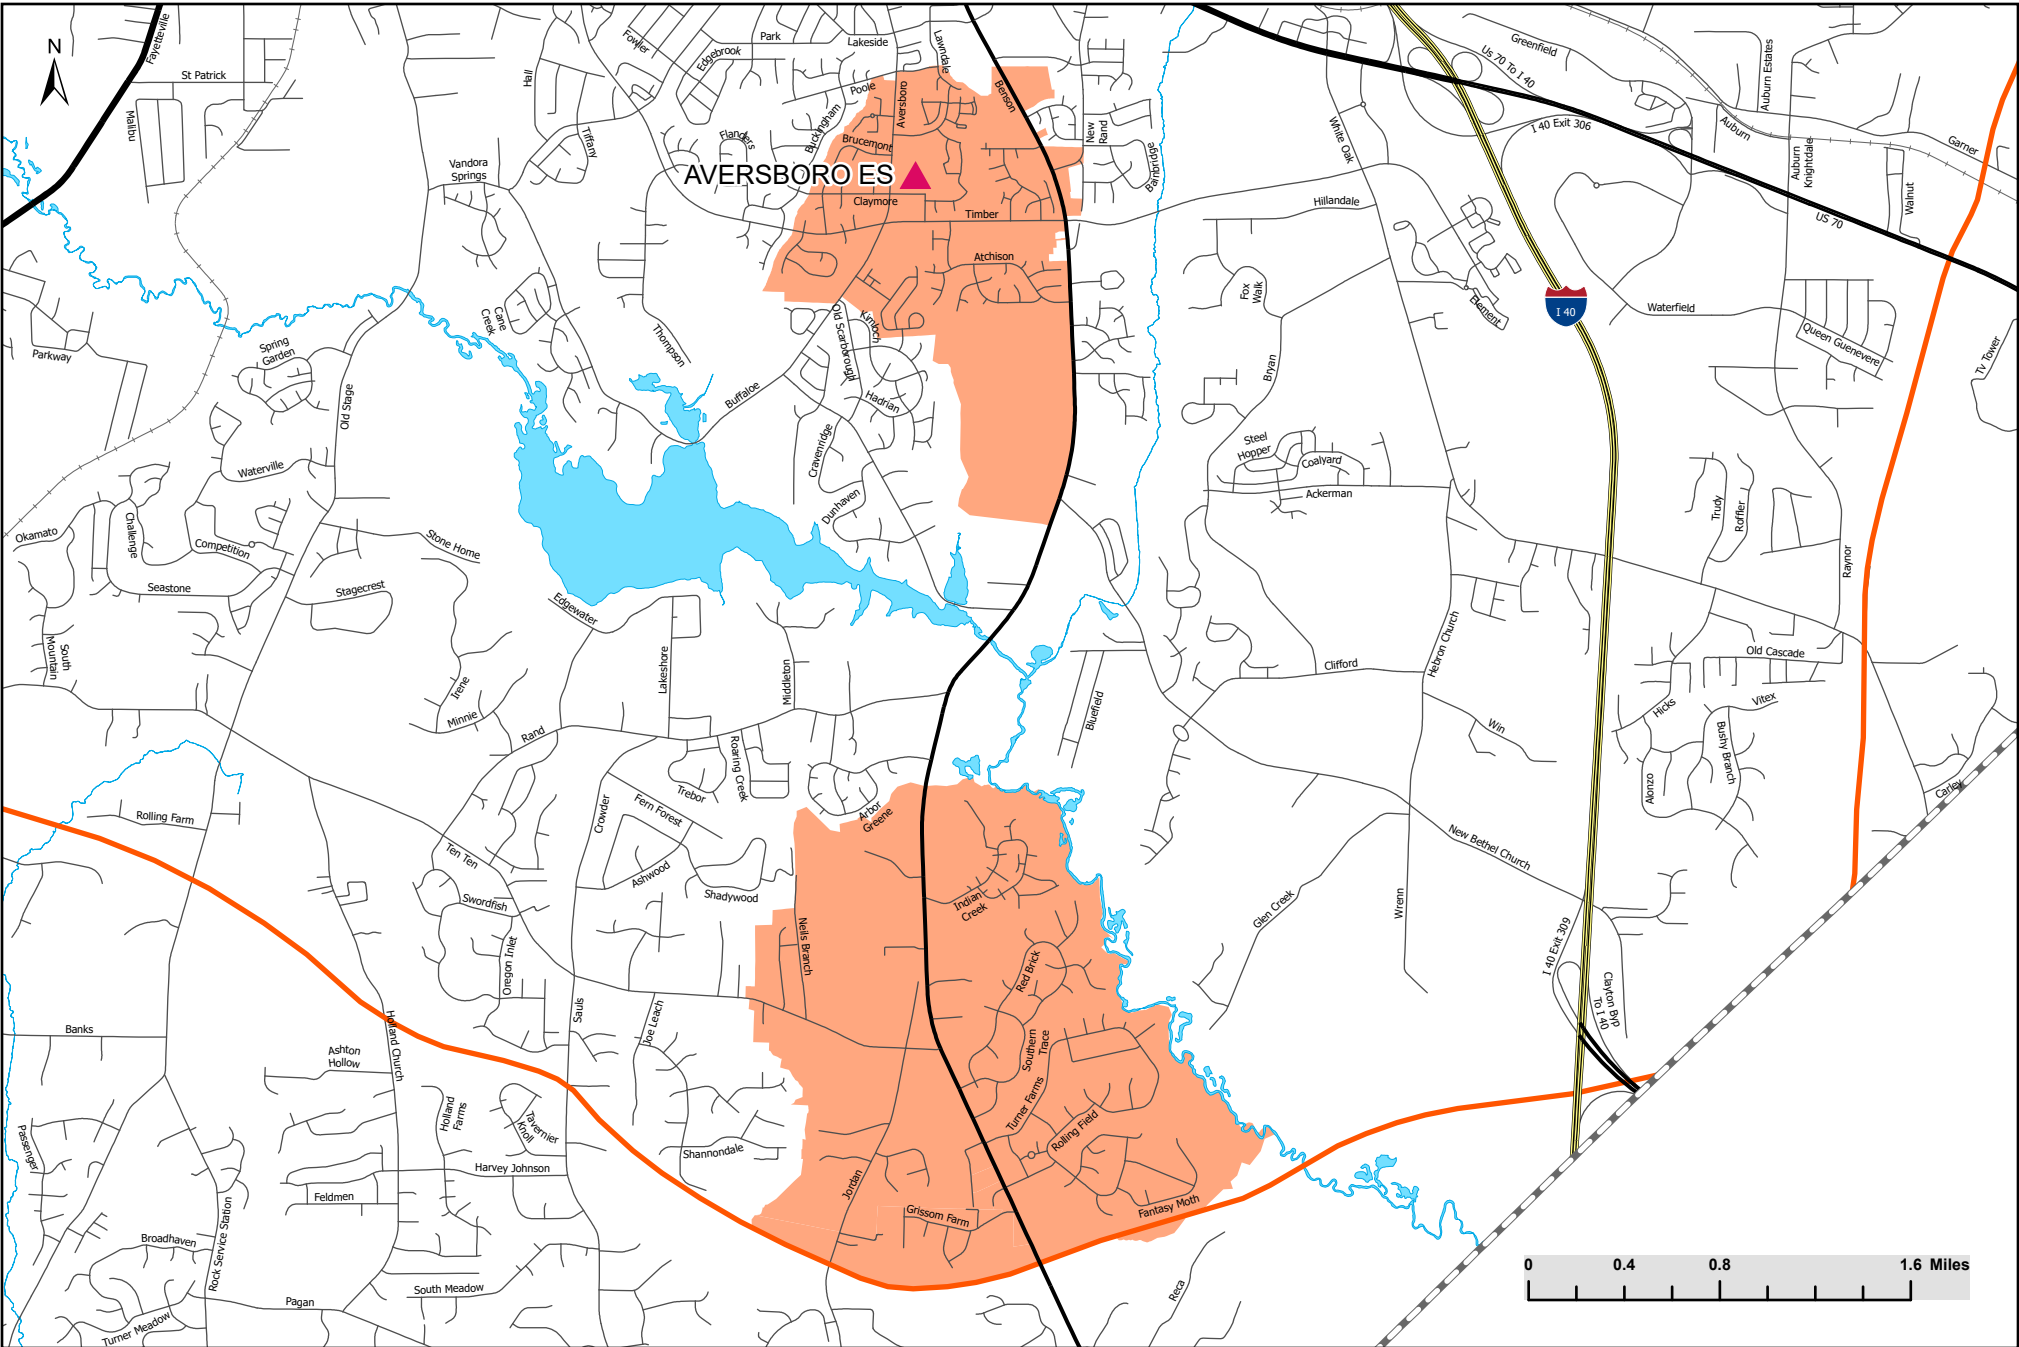 N
Fayetteville
St Patrick
Malibu
Hall
Tiffany
Fowler
Edgebrook
Park
Lakeside
Lawndale
Poole
Aversboro
Benson
Buckingham
Flanders
Brucemont
New
Rand
Bainbridge
AVERSBORO ES
Claymore
Timber
Atchison
Vandora
Springs
White Oak
Us 70 To I 40
Greenfield
I 40 Exit 306
Auburn Estates
Auburn
Auburn
Knightdale
Garner
Walnut
US 70
Hillandale
Fox
Walk
Element
I 40
Waterfield
Queen Guenevere
Tv Tower
Parkway
Spring
Garden
Old Stage
Cane
Creek
Thompson
Buffaloe
Old Scarborough
Kimloch
Hadrian
Cravenridge
Dunhaven
Bryan
Steel
Hopper
Coalyard
Ackerman
Trudy
Roffler
Raynor
Waterville
Okamato
Challenge
Competition
Stone Home
Seastone
Stagecrest
South
Mountain
Edgewater
Lakeshore
Middleton
Irene
Minnie
Rand
Bluefield
Clifford
Hebron Church
Win
Old Cascade
Hicks
Vitex
Bushy Branch
Alonzo
Carley
Rolling Farm
Crowder
Fern Forest
Trebor
Roaring Creek
Arbor
Greene
Ten Ten
Ashwood
Shadywood
Swordfish
Oregon Inlet
Neils Branch
Indian
Creek
Red Brick
New Bethel Church
Glen Creek
Wrenn
I 40 Exit 309
Clayton Byp
To I 40
Banks
Holland Church
Sauls
Joe Leach
Southern
Trace
Turner Farms
Rolling Field
Ashton
Hollow
Holland
Farms
Tavernier
Knoll
Passenger
Shannondale
Harvey Johnson
Feldmen
Jordan
Grissom Farm
Fantasy Moth
Broadhaven
Rock Service Station
South Meadow
Pagan
Turner Meadow
Reca
0 0.4 0.8 1.6 Miles